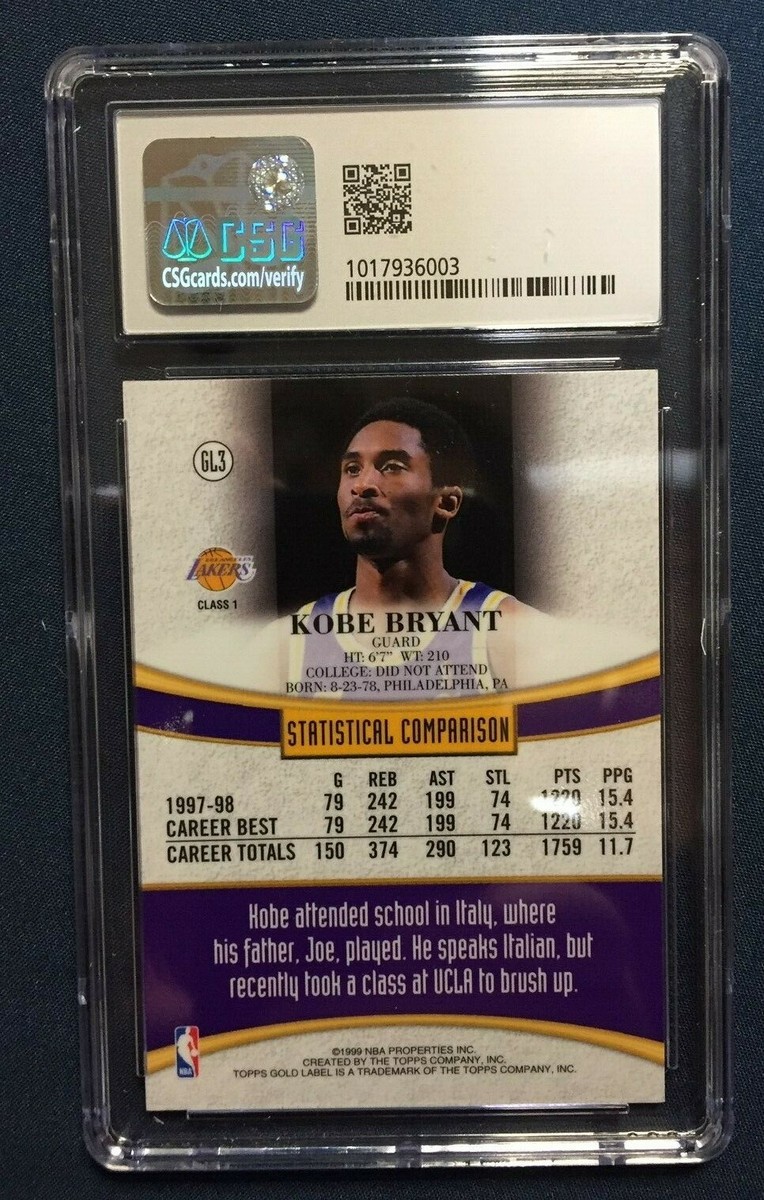 CSG
CSGcards.com/verify
1017936003
GL3
LOS ANGELES
LAKERS
CLASS 1
KOBE BRYANT
GUARD
HT: 6'7" WT: 210
COLLEGE: DID NOT ATTEND
BORN: 8-23-78, PHILADELPHIA, PA
STATISTICAL COMPARISON
G REB AST STL PTS PPG
1997-98 79 242 199 74 1220 15.4
CAREER BEST 79 242 199 74 1220 15.4
CAREER TOTALS 150 374 290 123 1759 11.7
Kobe attended school in Italy, where
his father, Joe, played. He speaks Italian, but
recently took a class at UCLA to brush up.
NBA
©1999 NBA PROPERTIES INC.
CREATED BY THE TOPPS COMPANY, INC.
TOPPS GOLD LABEL IS A TRADEMARK OF THE TOPPS COMPANY, INC.